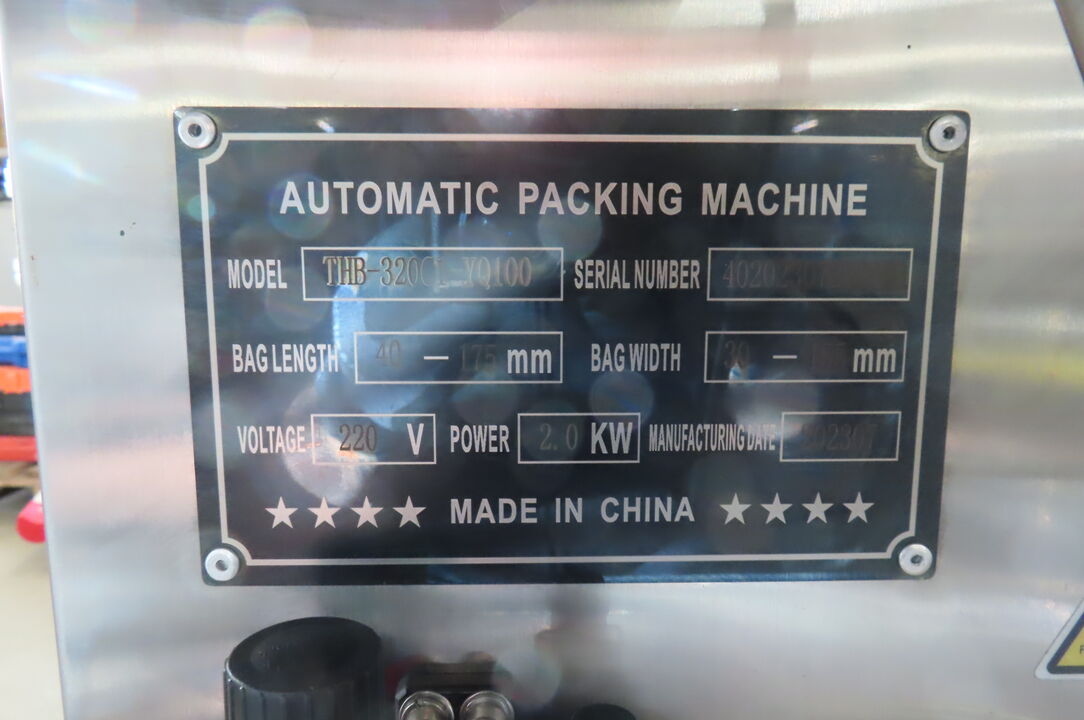 AUTOMATIC PACKING MACHINE
MODEL THB-320CL-YQ100 SERIAL NUMBER
BAG LENGTH 40 — 175 mm BAG WIDTH 30 — mm
VOLTAGE 220 V POWER 2.0 KW MANUFACTURING DATE 202307
★★★★ MADE IN CHINA ★★★★